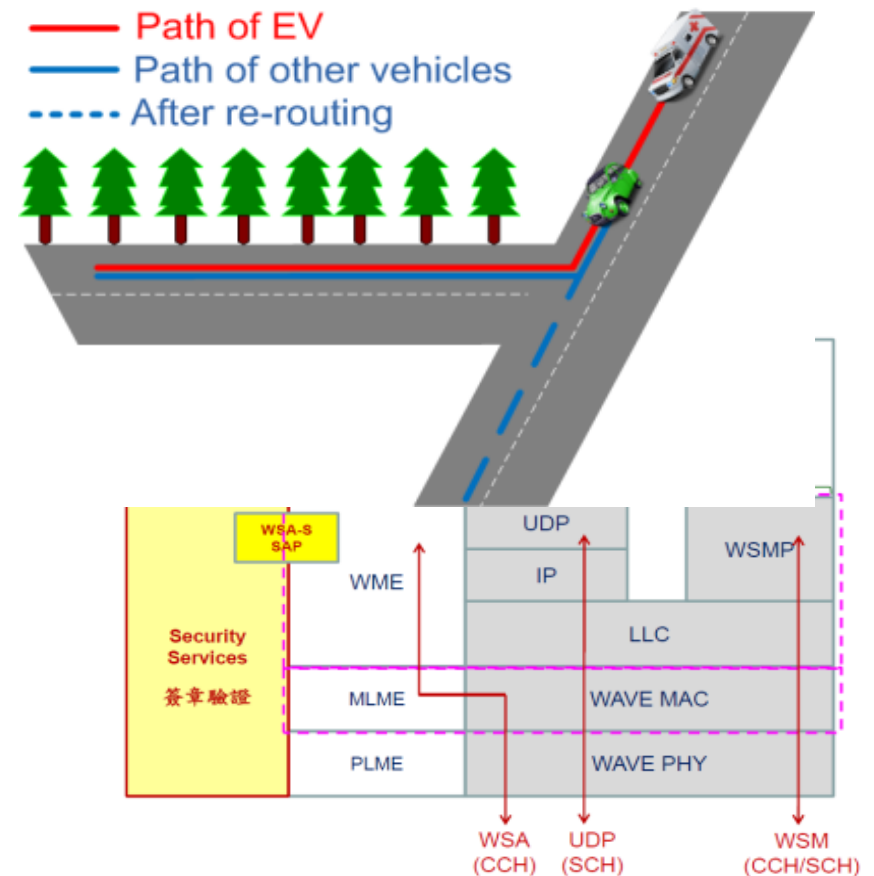 Path of EV
Path of other vehicles
After re-routing
WSA-S
SAP
UDP
WSMP
WME
IP
LLC
Security
Services
簽章驗證
MLME
WAVE MAC
PLME
WAVE PHY
WSA
(CCH)
UDP
(SCH)
WSM
(CCH/SCH)